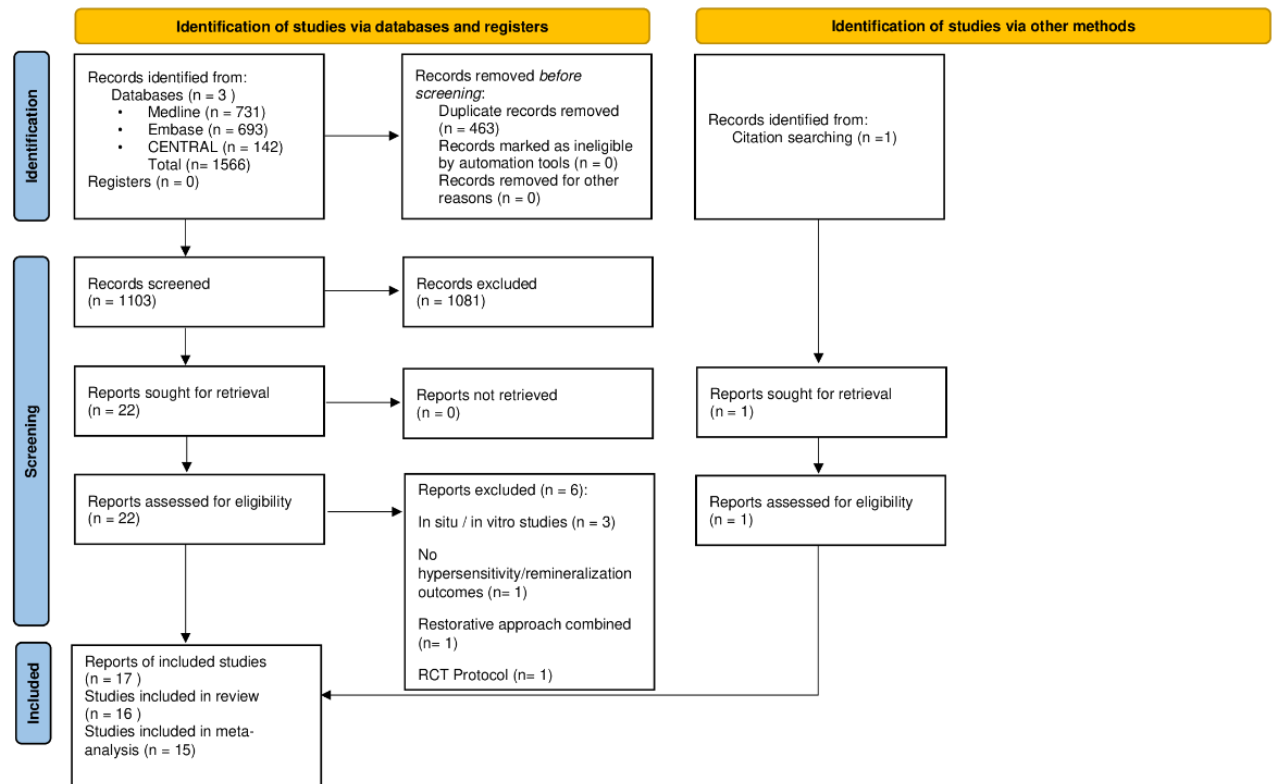 Identification of studies via databases and registers
Identification of studies via other methods
Identification
Records identified from:
Databases (n = 3 )
• Medline (n = 731)
• Embase (n = 693)
• CENTRAL (n = 142)
Total (n= 1566)
Registers (n = 0)
Records removed before
screening:
Duplicate records removed
(n = 463)
Records marked as ineligible
by automation tools (n = 0)
Records removed for other
reasons (n = 0)
Records identified from:
Citation searching (n =1)
Screening
Records screened
(n = 1103)
Records excluded
(n = 1081)
Reports sought for retrieval
(n = 22)
Reports not retrieved
(n = 0)
Reports sought for retrieval
(n = 1)
Reports assessed for eligibility
(n = 22)
Reports excluded (n = 6):
In situ / in vitro studies (n = 3)
No
hypersensitivity/remineralization
outcomes (n= 1)
Restorative approach combined
(n= 1)
RCT Protocol (n= 1)
Reports assessed for eligibility
(n = 1)
Included
Reports of included studies
(n = 17 )
Studies included in review
(n = 16 )
Studies included in meta-
analysis (n = 15)